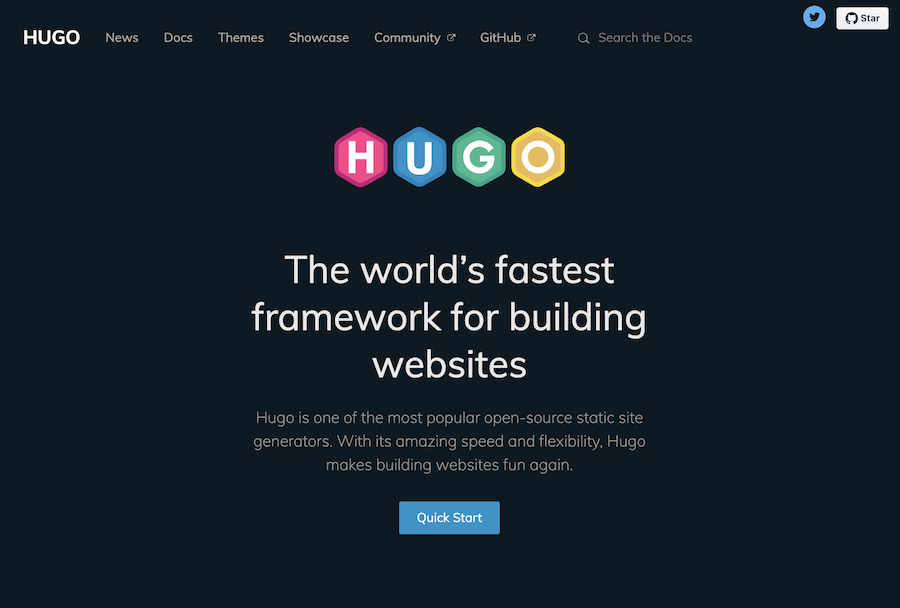 HUGO News Docs Themes Showcase Community GitHub Search the Docs Star
HUGO
The world’s fastest
framework for building
websites
Hugo is one of the most popular open-source static site
generators. With its amazing speed and flexibility, Hugo
makes building websites fun again.
Quick Start